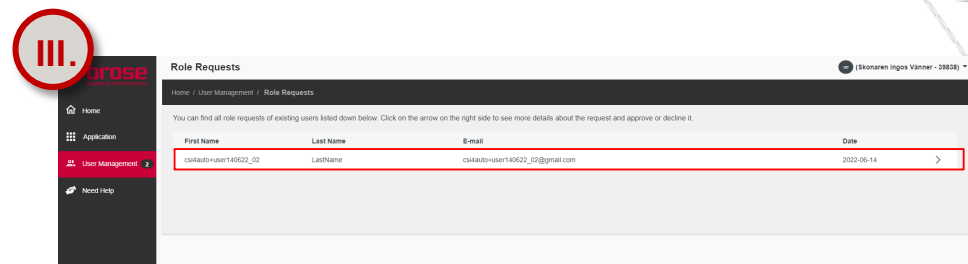 III.
Role Requests
(Skonaren Ingos Vänner - 39838)
Home / User Management / Role Requests
Home
You can find all role requests of existing users listed down below. Click on the arrow on the right side to see more details about the request and approve or decline it.
Application
First Name Last Name E-mail Date
User Management 2
csi4auto+user140622_02 LastName csi4auto+user140622_02@gmail.com 2022-06-14
Need Help